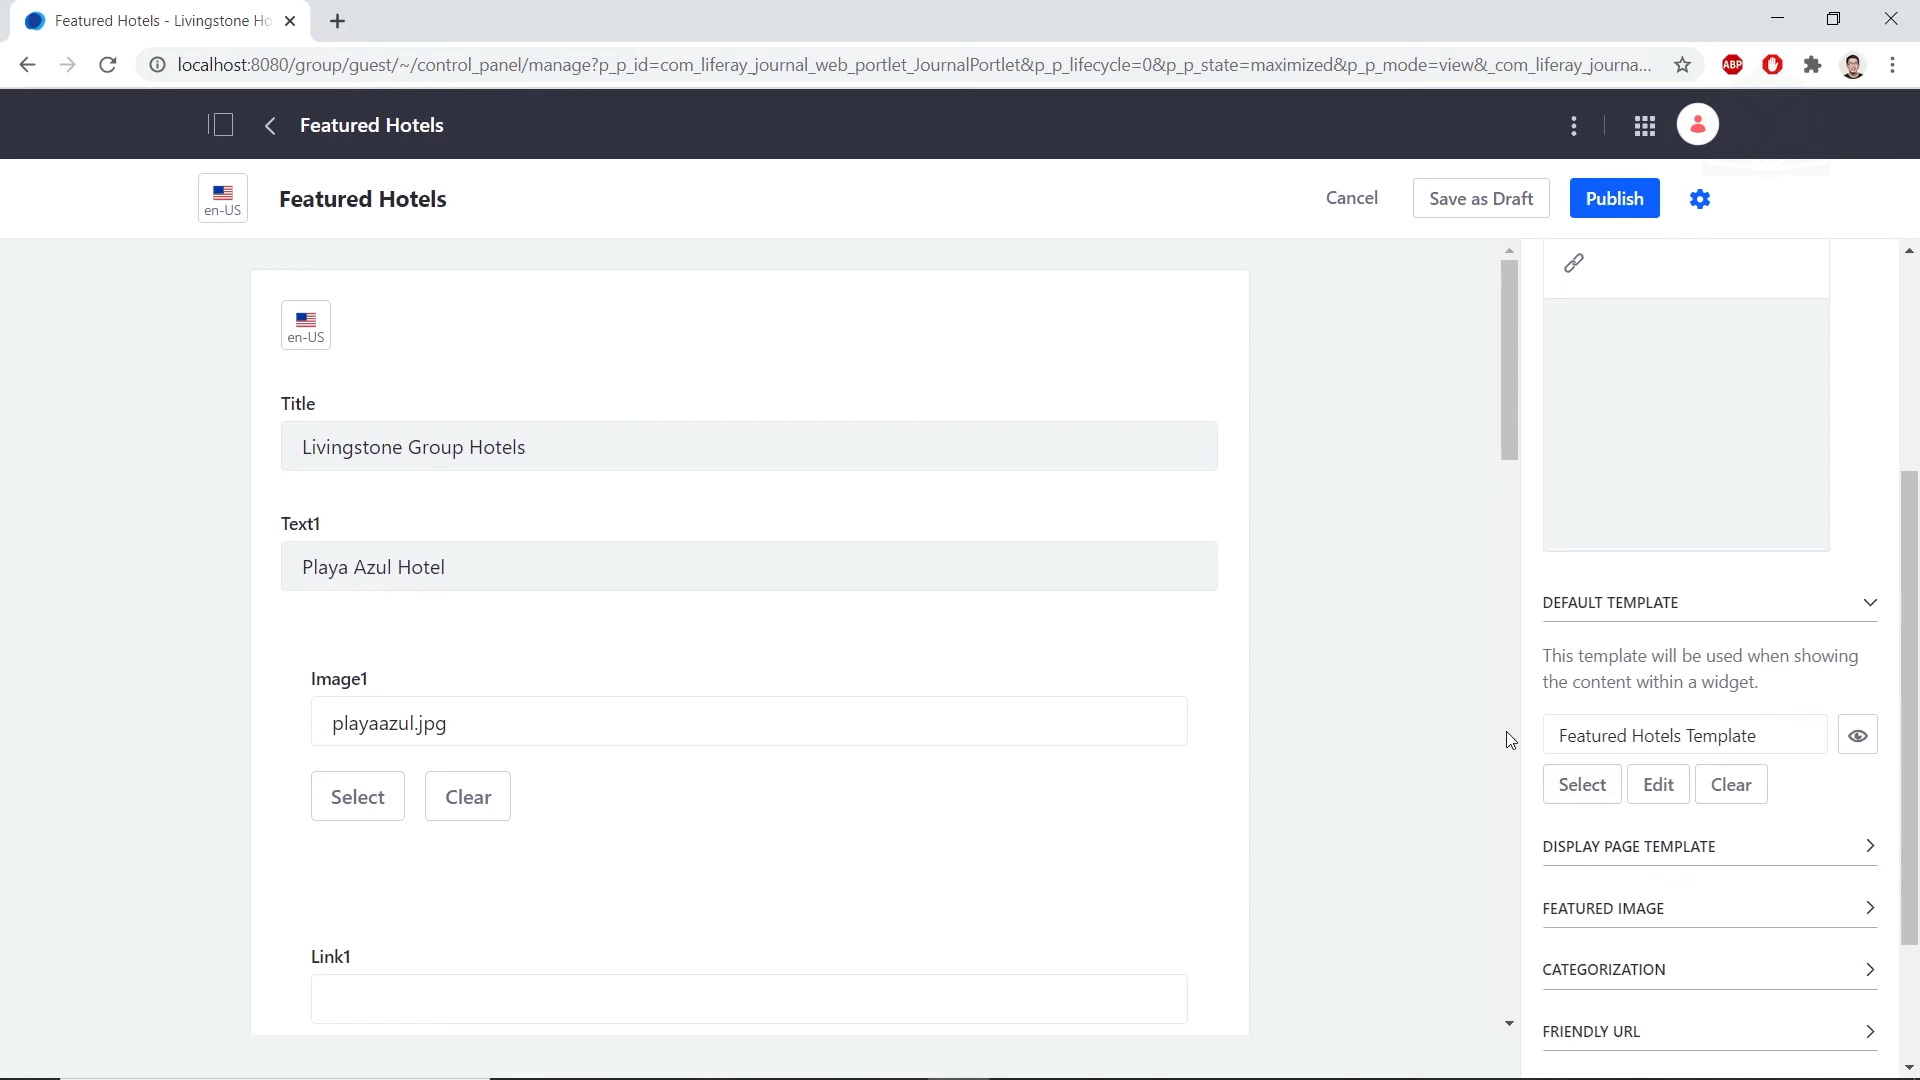 Featured Hotels - Livingstone Ho
localhost:8080/group/guest/~/control_panel/manage?p_p_id=com_liferay_journal_web_portlet_JournalPortlet&p_p_lifecycle=0&p_p_state=maximized&p_p_mode=view&_com_liferay_journa...
ABP
Featured Hotels
en-US
Featured Hotels
Cancel
Save as Draft
Publish
en-US
Title
Livingstone Group Hotels
Text1
Playa Azul Hotel
Image1
playaazul.jpg
Select
Clear
Link1
DEFAULT TEMPLATE
This template will be used when showing
the content within a widget.
Featured Hotels Template
Select
Edit
Clear
DISPLAY PAGE TEMPLATE
FEATURED IMAGE
CATEGORIZATION
FRIENDLY URL